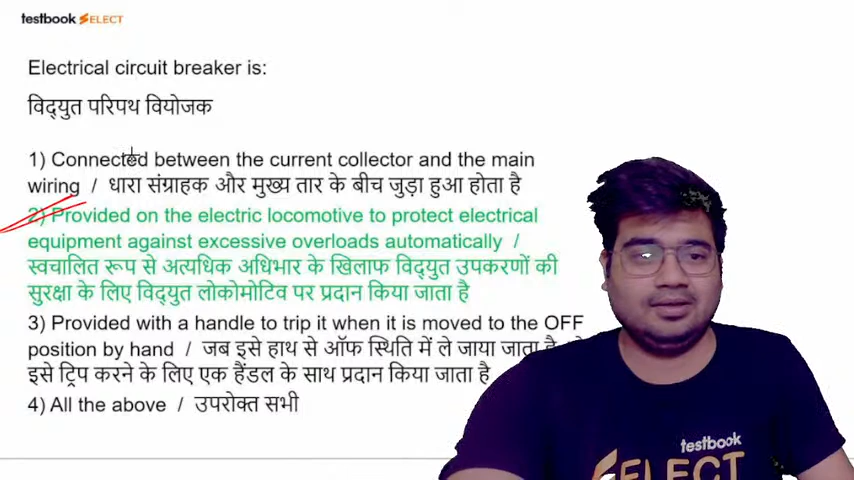 testbook SELECT
Electrical circuit breaker is:
विद्युत परिपथ वियोजक
1) Connected between the current collector and the main
wiring / धारा संग्राहक और मुख्य तार के बीच जुड़ा हुआ होता है
2) Provided on the electric locomotive to protect electrical
equipment against excessive overloads automatically /
स्वचालित रूप से अत्यधिक अधिभार के खिलाफ विद्युत उपकरणों की
सुरक्षा के लिए विद्युत लोकोमोटिव पर प्रदान किया जाता है
3) Provided with a handle to trip it when it is moved to the OFF
position by hand / जब इसे हाथ से ऑफ स्थिति में ले जाया जाता
इसे ट्रिप करने के लिए एक हैंडल के साथ प्रदान किया जाता है
4) All the above / उपरोक्त सभी
testbook
SELECT